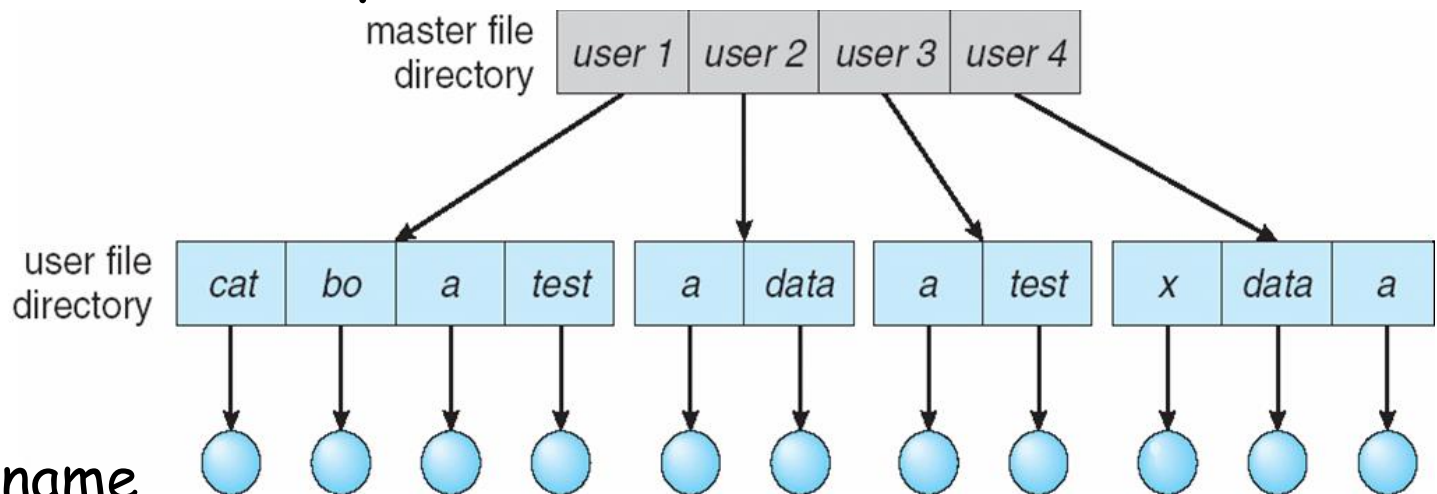 master file directory
user 1 user 2 user 3 user 4
user file directory
cat bo a test a data a test x data a
name